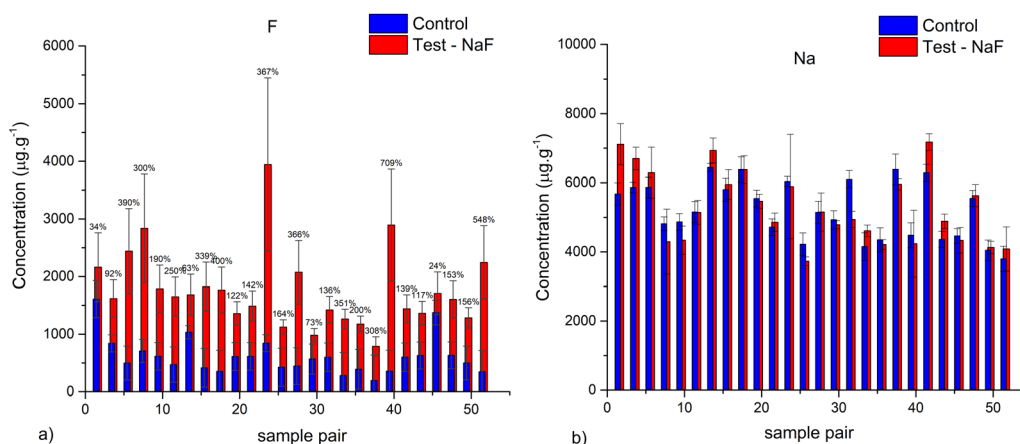 F
Control
Test - NaF
Concentration (µg.g⁻¹)
6000
5000
4000
3000
2000
1000
0
34%
92%
390%
300%
190%
250%
63%
339%
400%
122%
142%
367%
164%
366%
73%
136%
351%
200%
308%
709%
139%
117%
24%
153%
156%
548%
0 10 20 30 40 50
sample pair
a)
Na
Control
Test - NaF
Concentration (µg.g⁻¹)
10000
8000
6000
4000
2000
0
0 10 20 30 40 50
sample pair
b)